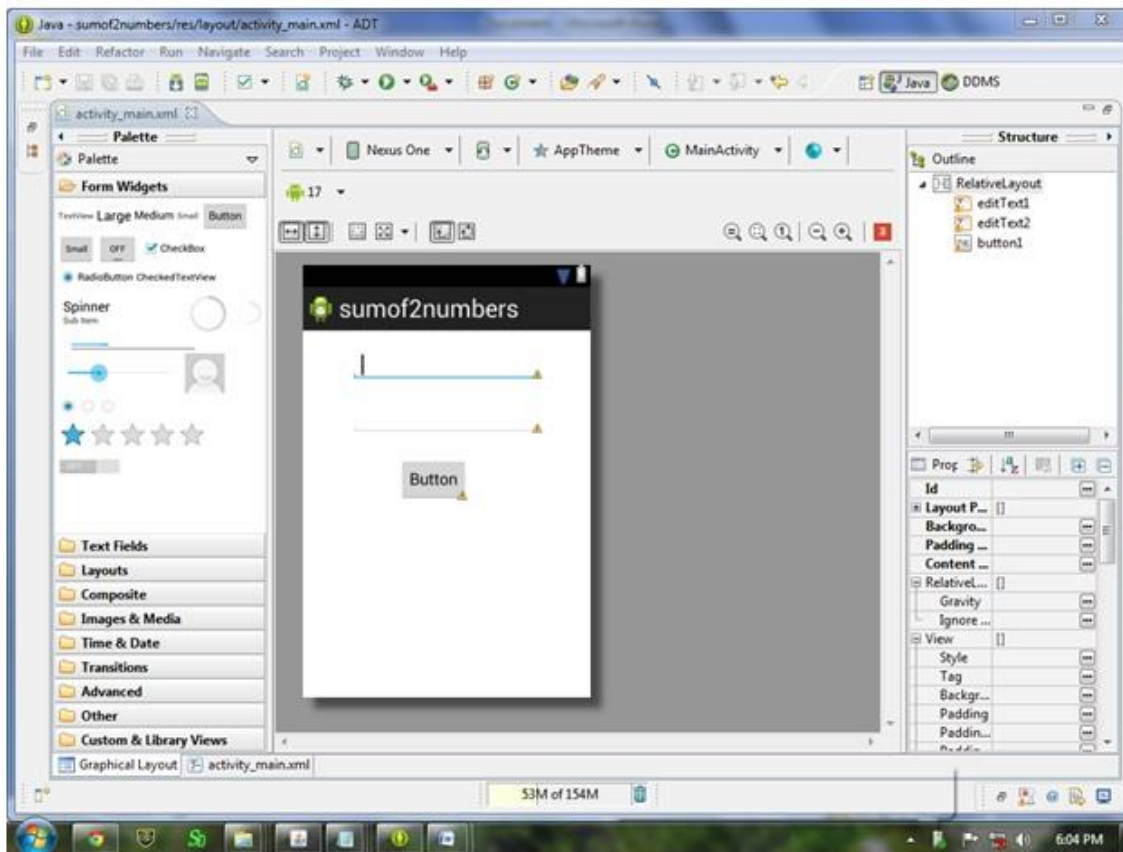 Java - sumof2numbers/res/layout/activity_main.xml - ADT
File Edit Refactor Run Navigate Search Project Window Help
Java DDMS
activity_main.xml
Palette
Palette
Form Widgets
TextView Large Medium Small Button
Small OFF CheckBox
RadioButton CheckedTextView
Spinner
Sub Item
Text Fields
Layouts
Composite
Images & Media
Time & Date
Transitions
Advanced
Other
Custom & Library Views
Graphical Layout activity_main.xml
Nexus One AppTheme MainActivity
17
3
sumof2numbers
Button
Structure
Outline
RelativeLayout
editText1
editText2
button1
Prop
Id
Layout P... []
Backgro...
Padding ...
Content ...
RelativeL... []
Gravity
Ignore ...
View []
Style
Tag
Backgr...
Padding
Paddin...
53M of 154M
6:04 PM